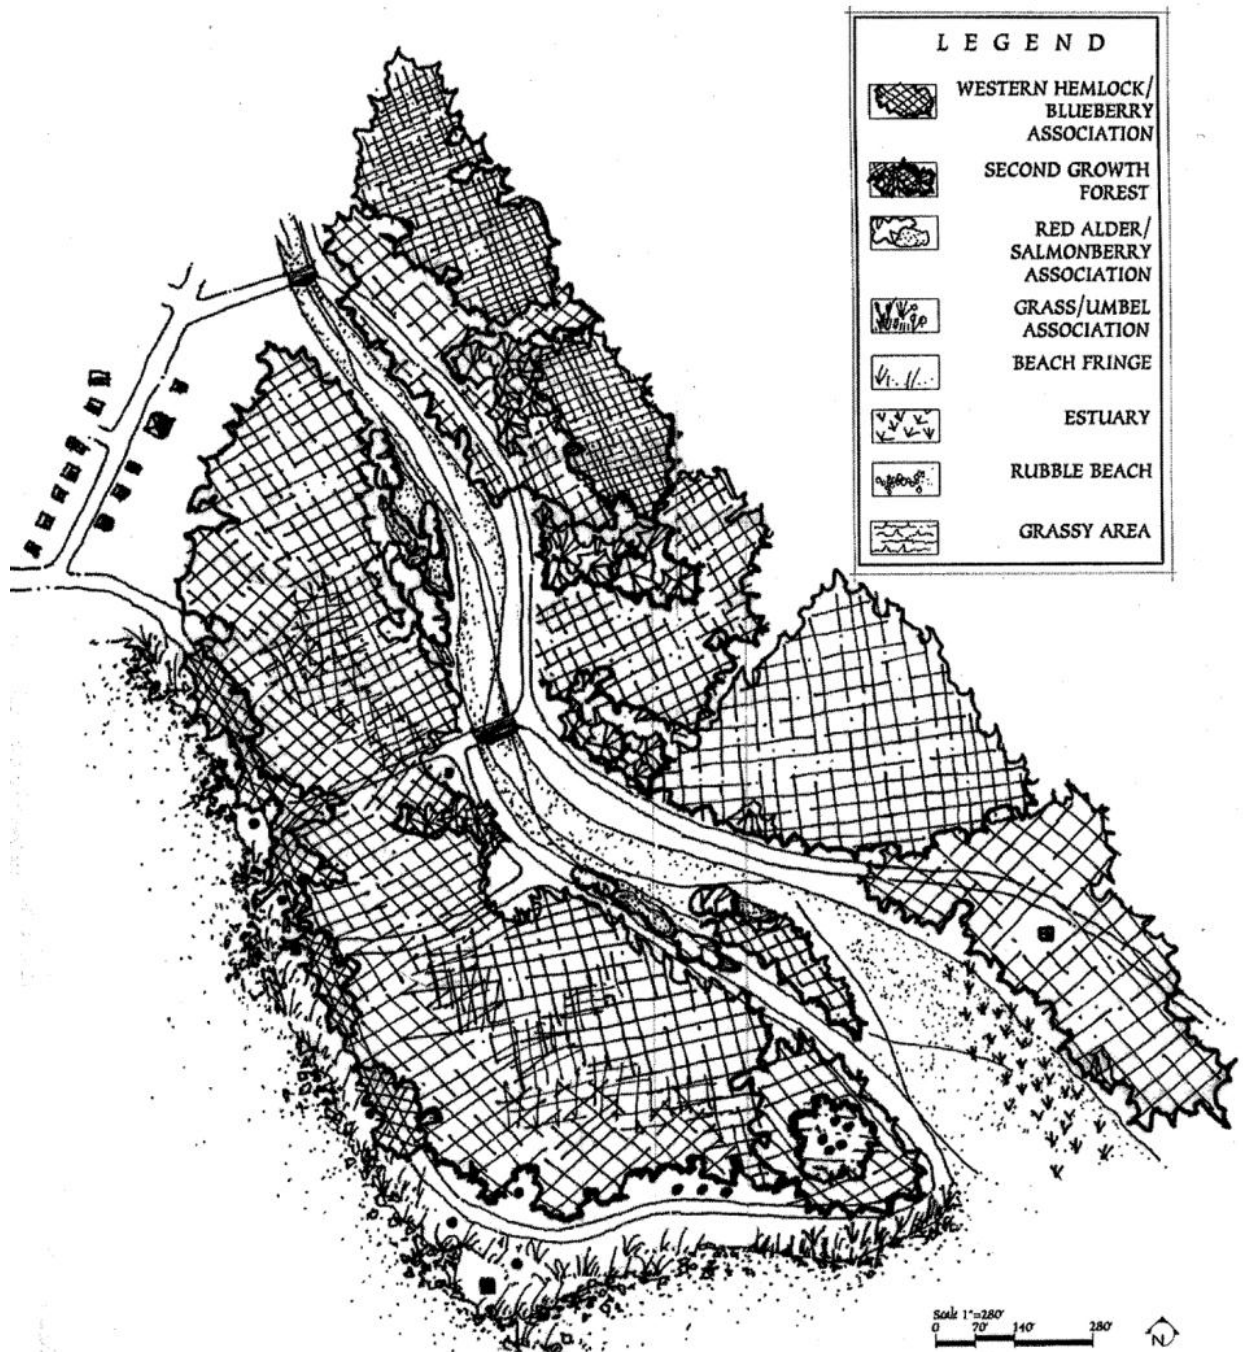 LEGEND
WESTERN HEMLOCK/
BLUEBERRY
ASSOCIATION
SECOND GROWTH
FOREST
RED ALDER/
SALMONBERRY
ASSOCIATION
GRASS/UMBEL
ASSOCIATION
BEACH FRINGE
ESTUARY
RUBBLE BEACH
GRASSY AREA
Scale 1"=280'
0 70' 140' 280'
N